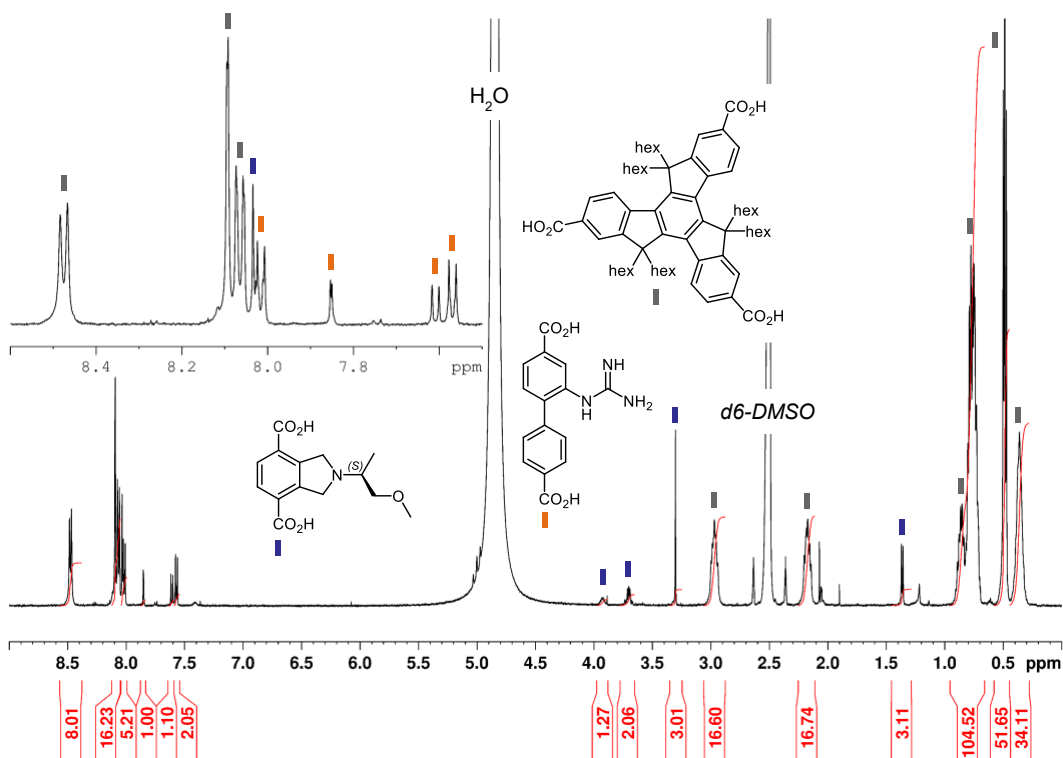 H₂O
CO₂H
hex
hex
HO₂C
hex
hex
hex
hex
CO₂H
8.4
8.2
8.0
7.8
ppm
CO₂H
NH
N
H
NH₂
CO₂H
d6-DMSO
CO₂H
(S)
N
O
CO₂H
8.5
8.0
7.5
7.0
6.5
6.0
5.5
5.0
4.5
4.0
3.5
3.0
2.5
2.0
1.5
1.0
0.5
ppm
8.01
16.23
5.21
1.00
1.10
2.05
1.27
2.06
3.01
16.60
16.74
3.11
104.52
51.65
34.11